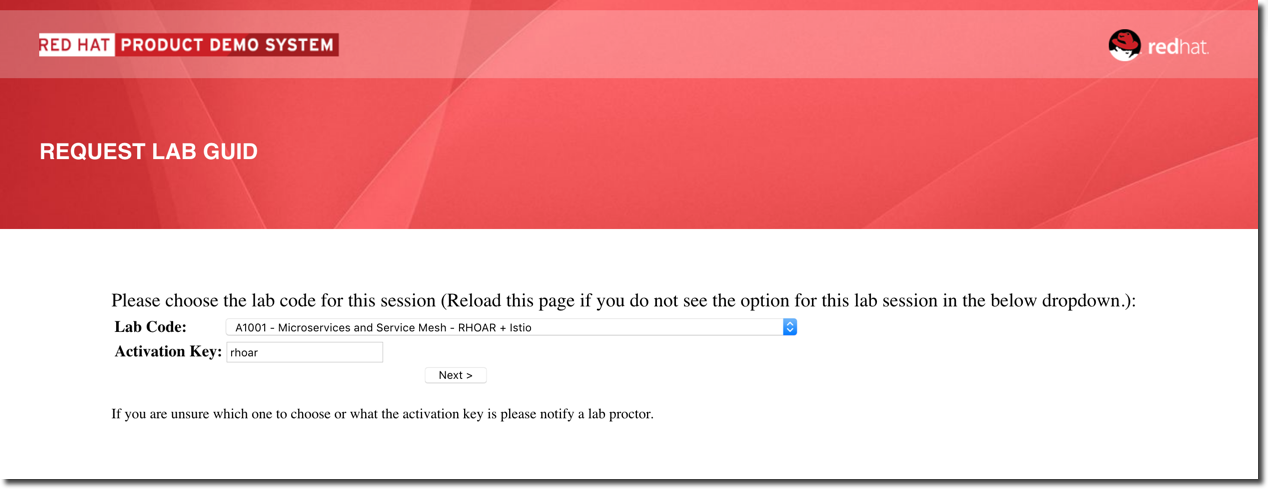 RED HAT PRODUCT DEMO SYSTEM
redhat.
REQUEST LAB GUID
Please choose the lab code for this session (Reload this page if you do not see the option for this lab session in the below dropdown.):
Lab Code: A1001 - Microservices and Service Mesh - RHOAR + Istio
Activation Key: rhoar
Next >
If you are unsure which one to choose or what the activation key is please notify a lab proctor.